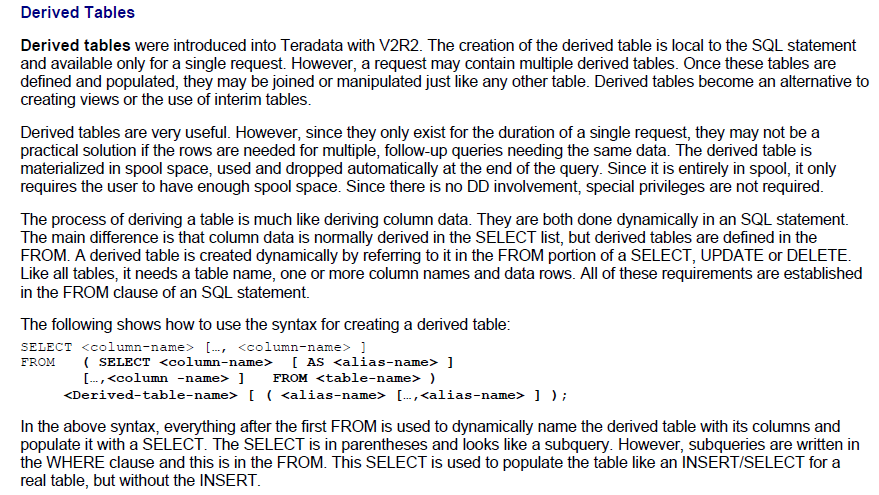 Derived Tables
Derived tables were introduced into Teradata with V2R2. The creation of the derived table is local to the SQL statement
and available only for a single request. However, a request may contain multiple derived tables. Once these tables are
defined and populated, they may be joined or manipulated just like any other table. Derived tables become an alternative to
creating views or the use of interim tables.
Derived tables are very useful. However, since they only exist for the duration of a single request, they may not be a
practical solution if the rows are needed for multiple, follow-up queries needing the same data. The derived table is
materialized in spool space, used and dropped automatically at the end of the query. Since it is entirely in spool, it only
requires the user to have enough spool space. Since there is no DD involvement, special privileges are not required.
The process of deriving a table is much like deriving column data. They are both done dynamically in an SQL statement.
The main difference is that column data is normally derived in the SELECT list, but derived tables are defined in the
FROM. A derived table is created dynamically by referring to it in the FROM portion of a SELECT, UPDATE or DELETE.
Like all tables, it needs a table name, one or more column names and data rows. All of these requirements are established
in the FROM clause of an SQL statement.
The following shows how to use the syntax for creating a derived table:
SELECT <column-name> […, <column-name> ]
FROM ( SELECT <column-name> [ AS <alias-name> ]
[…,<column -name> ] FROM <table-name> )
<Derived-table-name> [ ( <alias-name> […,<alias-name> ] ) ;
In the above syntax, everything after the first FROM is used to dynamically name the derived table with its columns and
populate it with a SELECT. The SELECT is in parentheses and looks like a subquery. However, subqueries are written in
the WHERE clause and this is in the FROM. This SELECT is used to populate the table like an INSERT/SELECT for a
real table, but without the INSERT.